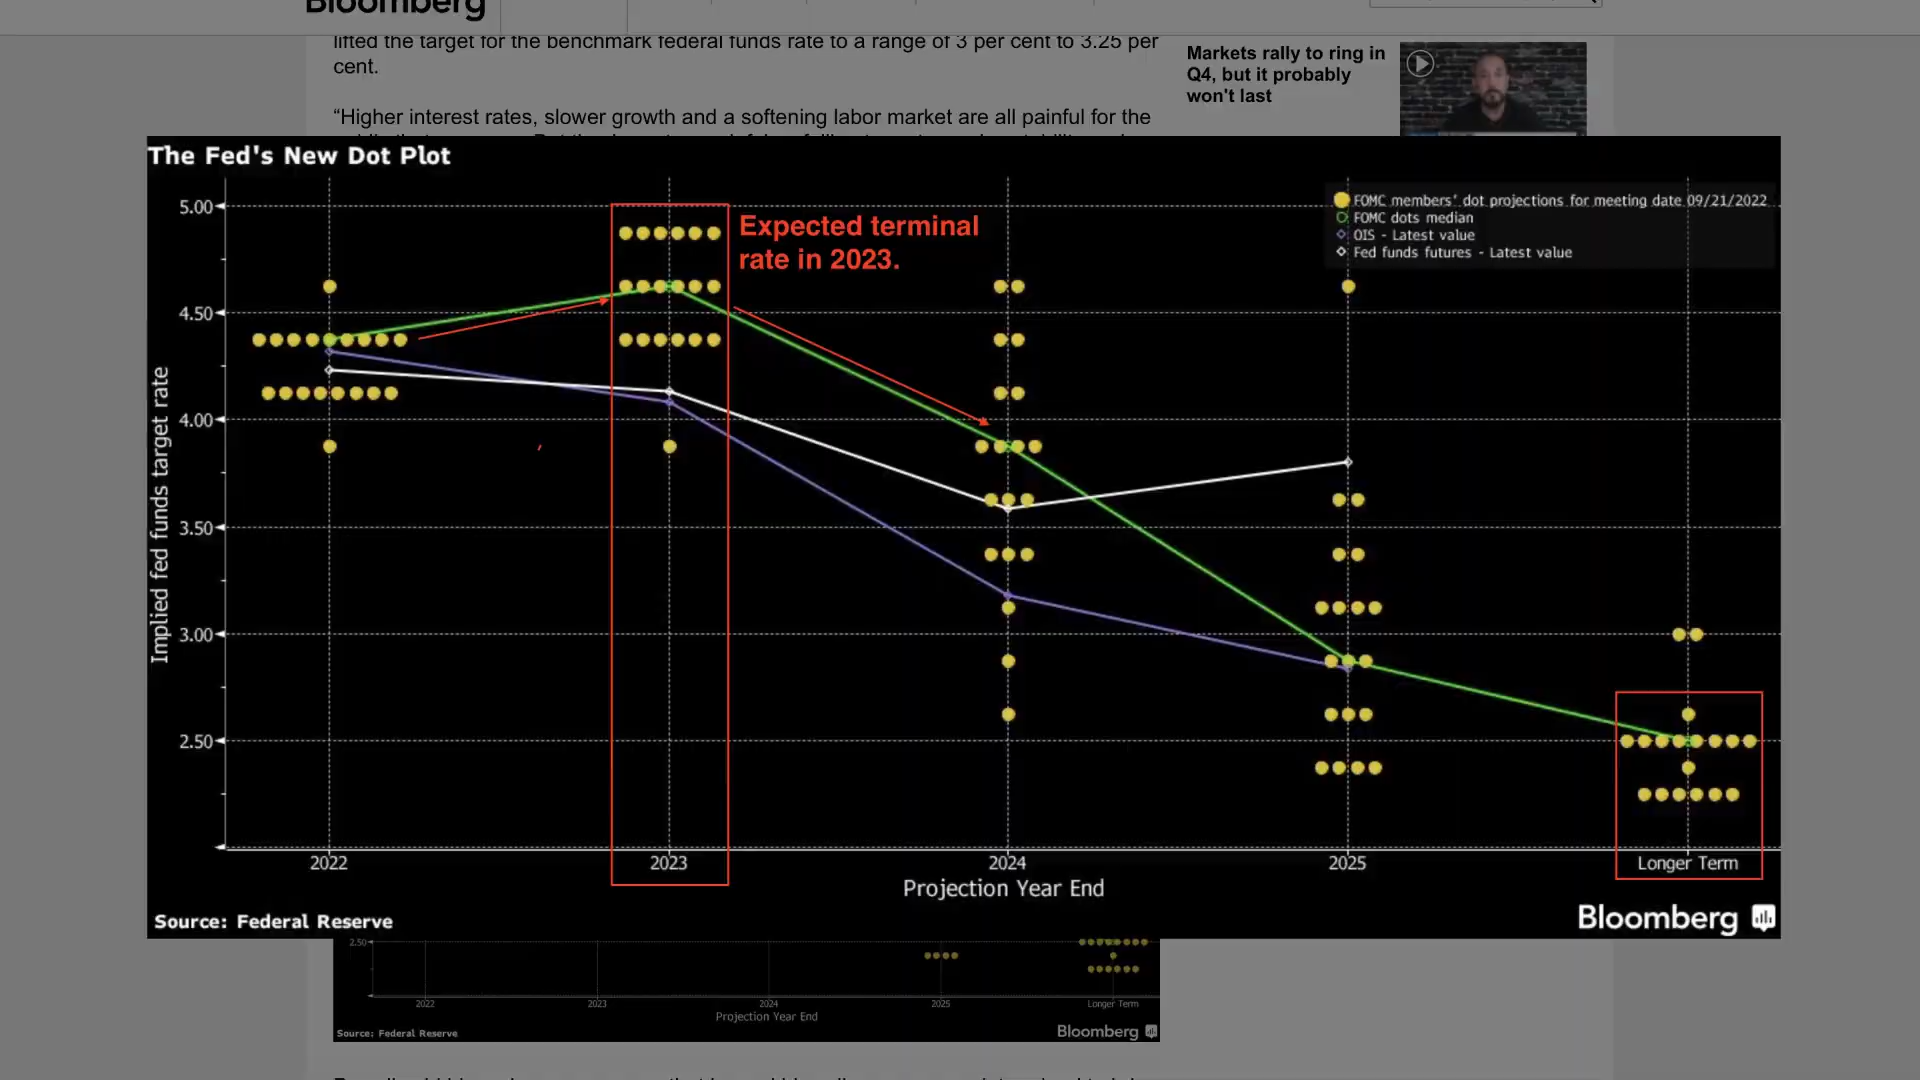 Bloomberg
lifted the target for the benchmark federal funds rate to a range of 3 per cent to 3.25 per
cent.
“Higher interest rates, slower growth and a softening labor market are all painful for the
Markets rally to ring in
Q4, but it probably
won't last
The Fed's New Dot Plot
FOMC members' dot projections for meeting date 09/21/2022
FOMC dots median
OIS - Latest value
Fed funds futures - Latest value
Expected terminal
rate in 2023.
Implied fed funds target rate
5.00
4.50
4.00
3.50
3.00
2.50
2022
2023
2024
2025
Longer Term
Projection Year End
Source: Federal Reserve
Bloomberg
2.50
2022
2023
2024
2025
Longer Term
Projection Year End
Source: Federal Reserve
Bloomberg